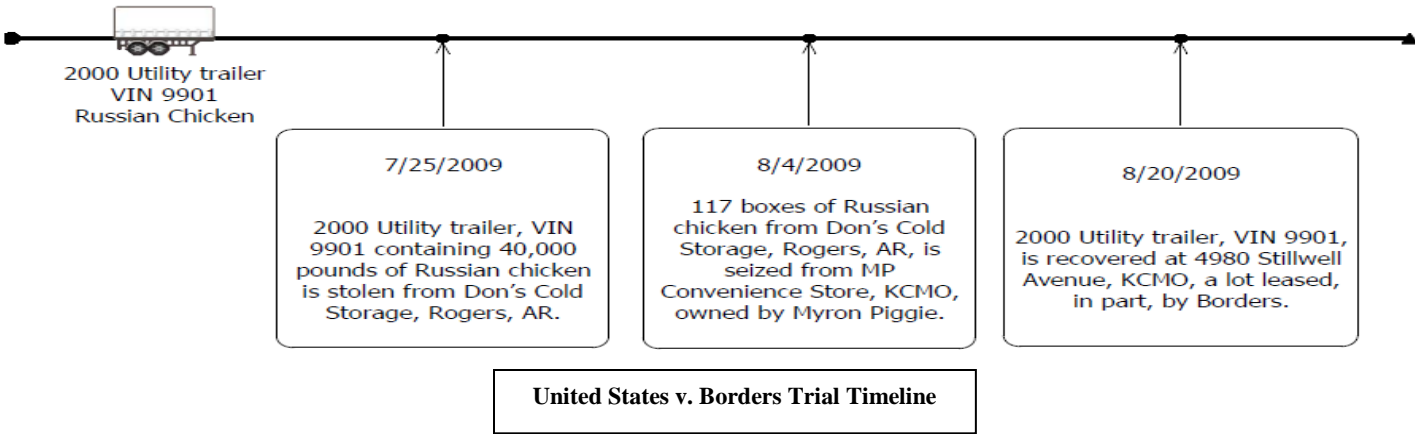 2000 Utility trailer
VIN 9901
Russian Chicken
7/25/2009
2000 Utility trailer, VIN
9901 containing 40,000
pounds of Russian chicken
is stolen from Don's Cold
Storage, Rogers, AR.
8/4/2009
117 boxes of Russian
chicken from Don's Cold
Storage, Rogers, AR, is
seized from MP
Convenience Store, KCMO,
owned by Myron Piggie.
8/20/2009
2000 Utility trailer, VIN 9901,
is recovered at 4980 Stillwell
Avenue, KCMO, a lot leased,
in part, by Borders.
United States v. Borders Trial Timeline